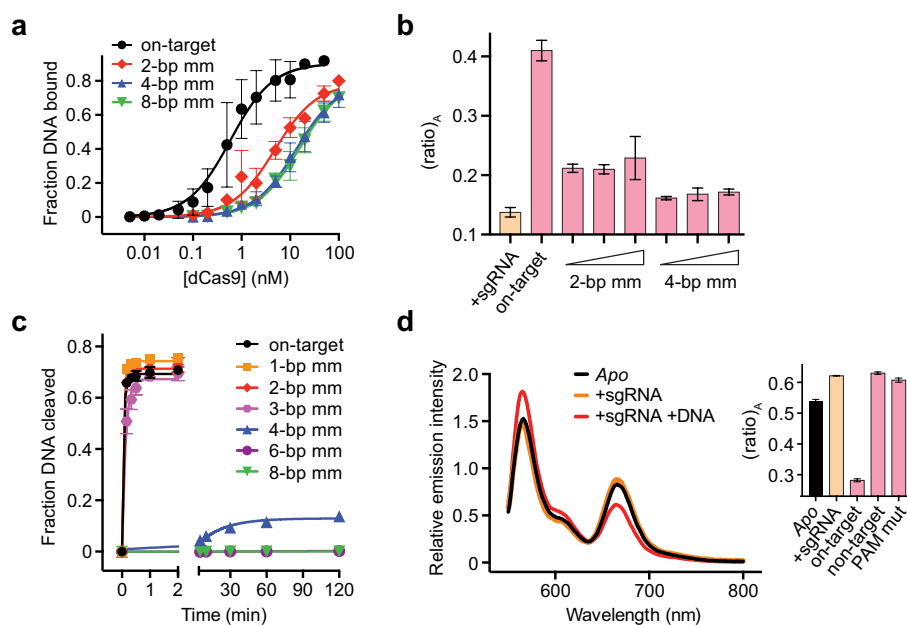 a
on-target
2-bp mm
4-bp mm
8-bp mm
Fraction DNA bound
0.8
0.6
0.4
0.2
0.0
0.01
0.1
1
10
100
[dCas9] (nM)
b
(ratio)A
0.4
0.3
0.2
0.1
+sgRNA
on-target
2-bp mm
4-bp mm
c
Fraction DNA cleaved
0.8
0.6
0.4
0.2
0.0
on-target
1-bp mm
2-bp mm
3-bp mm
4-bp mm
6-bp mm
8-bp mm
0
1
2
30
60
90
120
Time (min)
d
Relative emission intensity
2.0
1.5
1.0
0.5
0.0
Apo
+sgRNA
+sgRNA +DNA
600
700
800
Wavelength (nm)
(ratio)A
0.6
0.5
0.4
0.3
Apo
+sgRNA
on-target
non-target
PAM mut